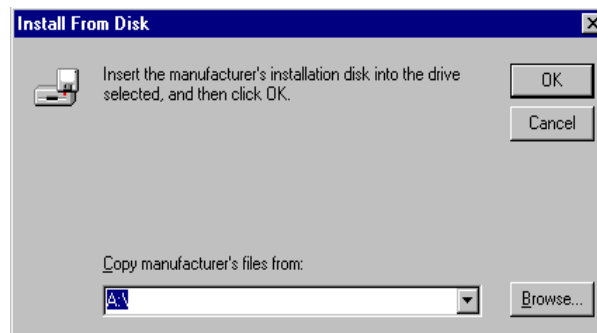 Install From Disk
Insert the manufacturer's installation disk into the drive
selected, and then click OK.
OK
Cancel
Copy manufacturer's files from:
A:\
Browse...